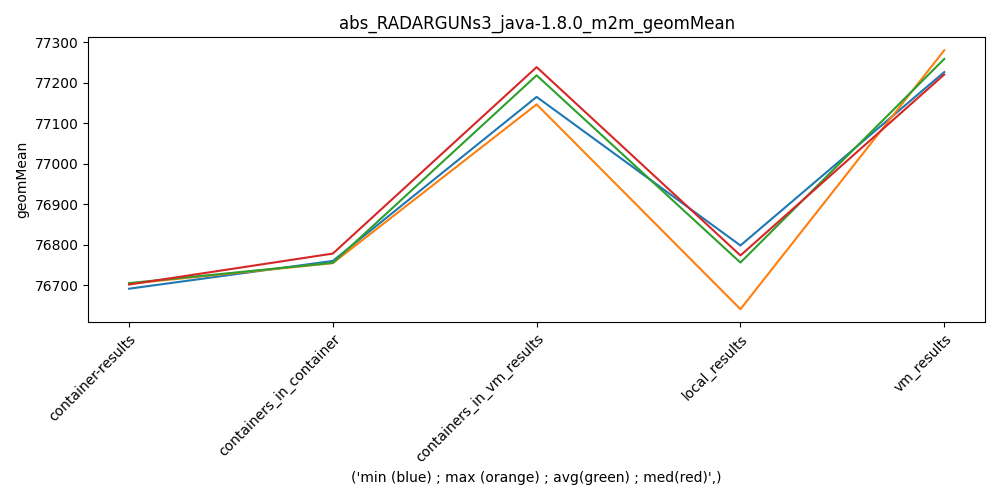 abs_RADARGUNs3_java-1.8.0_m2m_geomMean
77300
77200
77100
77000
76900
76800
76700
geomMean
container-results
containers_in_container
containers_in_vm_results
local_results
vm_results
('min (blue) ; max (orange) ; avg(green) ; med(red)',)